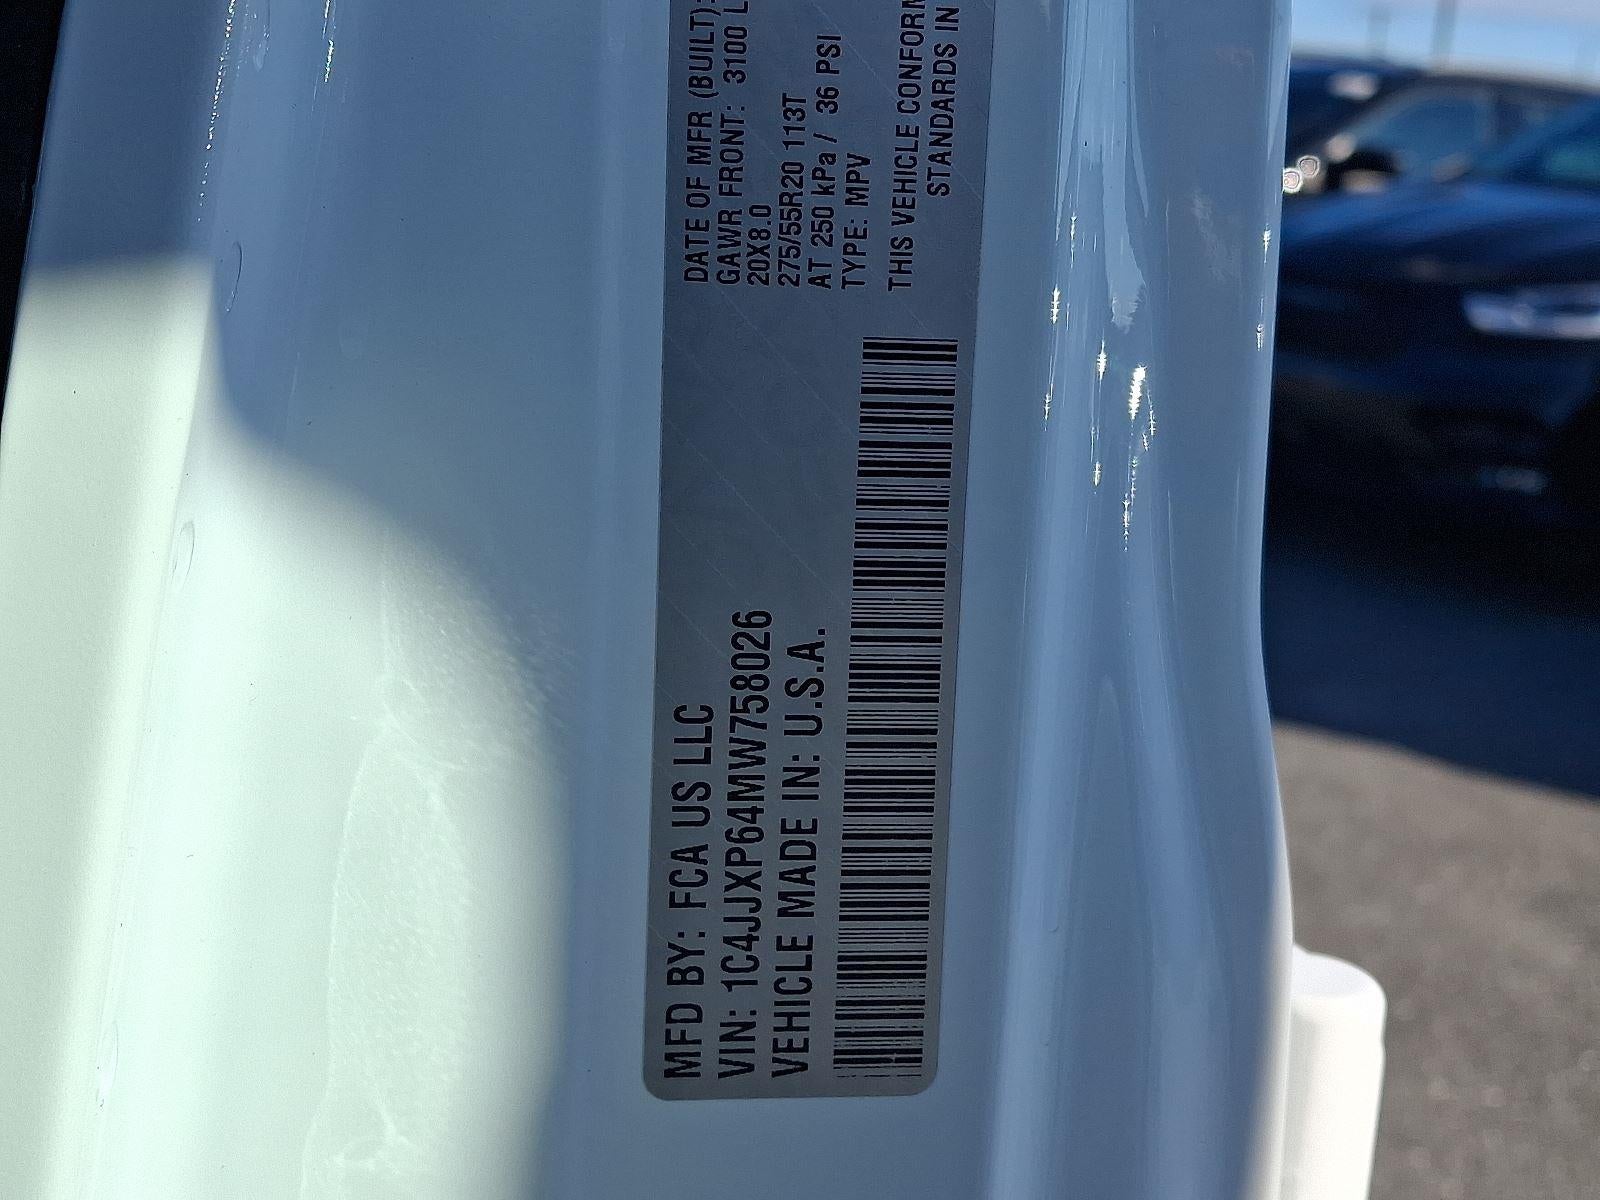 MFD BY: FCA US LLC
VIN: 1C4JJXP64MW758026
VEHICLE MADE IN: U.S.A.
DATE OF MFR (BUILT):
GAWR FRONT: 3100 L
20X8.0
275/55R20 113T
AT 250 kPa / 36 PSI
TYPE: MPV
THIS VEHICLE CONFORM
STANDARDS IN